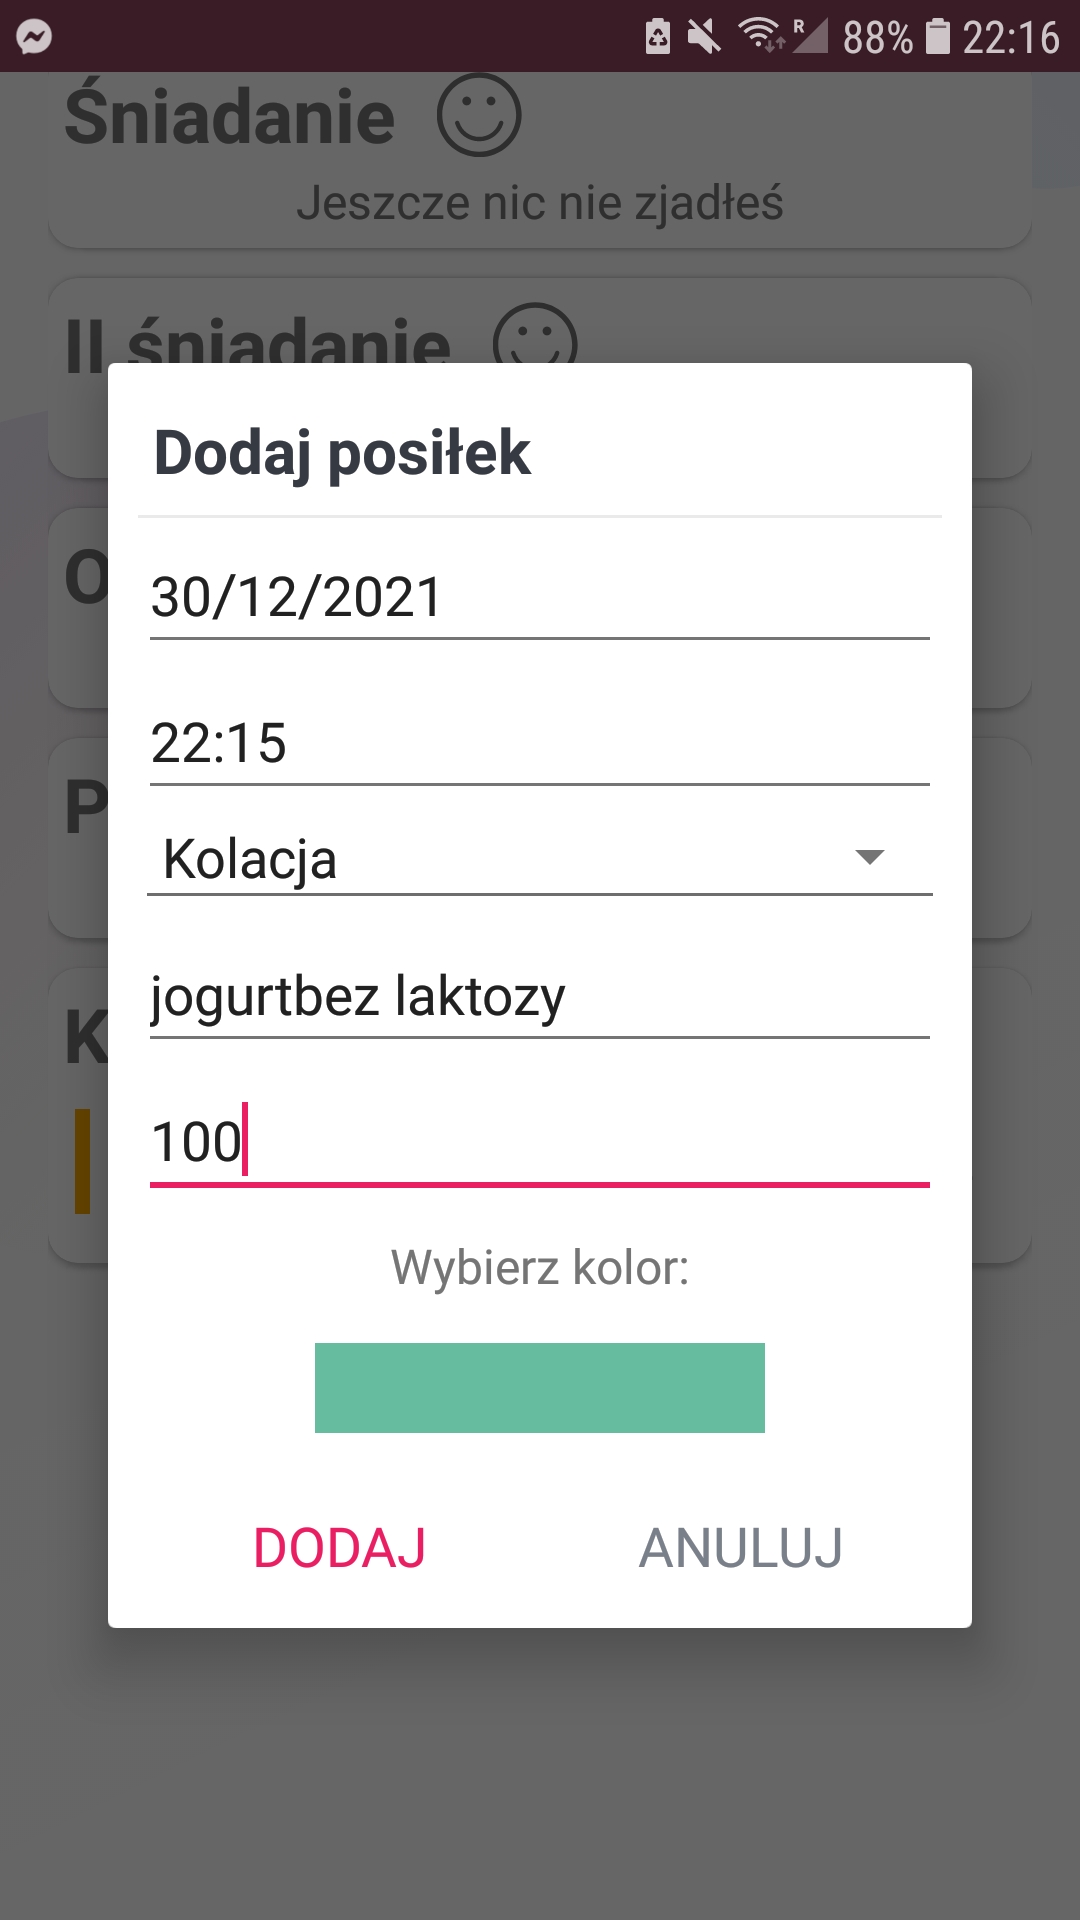 R 88% 22:16
Śniadanie
Jeszcze nic nie zjadłeś
II śniadanie
Dodaj posiłek
O
30/12/2021
22:15
P
Kolacja
jogurtbez laktozy
K
100
Wybierz kolor:
DODAJ ANULUJ